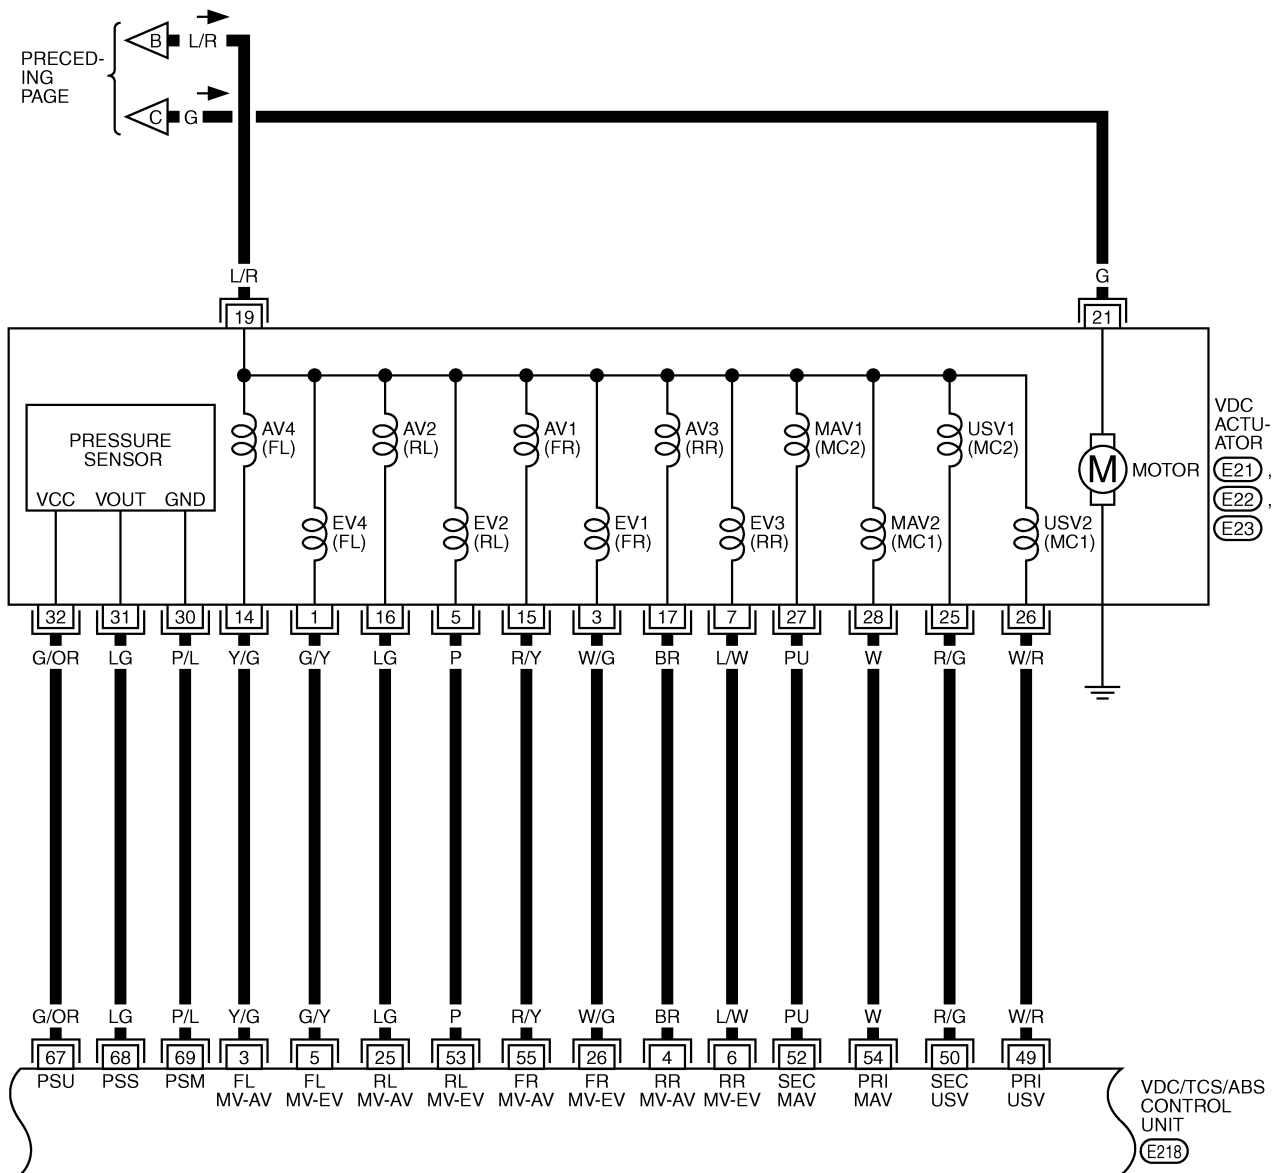 B L/R
PRECED-
ING
PAGE
C G
L/R G
19 21
PRESSURE
SENSOR
VCC VOUT GND
AV4
(FL)
AV2
(RL)
AV1
(FR)
AV3
(RR)
MAV1
(MC2)
USV1
(MC2)
EV4
(FL)
EV2
(RL)
EV1
(FR)
EV3
(RR)
MAV2
(MC1)
USV2
(MC1)
M MOTOR
VDC
ACTU-
ATOR
E21 ,
E22 ,
E23
32 31 30 14 1 16 5 15 3 17 7 27 28 25 26
G/OR LG P/L Y/G G/Y LG P R/Y W/G BR L/W PU W R/G W/R
G/OR LG P/L Y/G G/Y LG P R/Y W/G BR L/W PU W R/G W/R
67 68 69 3 5 25 53 55 26 4 6 52 54 50 49
PSU PSS PSM FL FL RL RL FR FR RR RR SEC PRI SEC PRI
MV-AV MV-EV MV-AV MV-EV MV-AV MV-EV MV-AV MV-EV MAV MAV USV USV
VDC/TCS/ABS
CONTROL
UNIT
E218